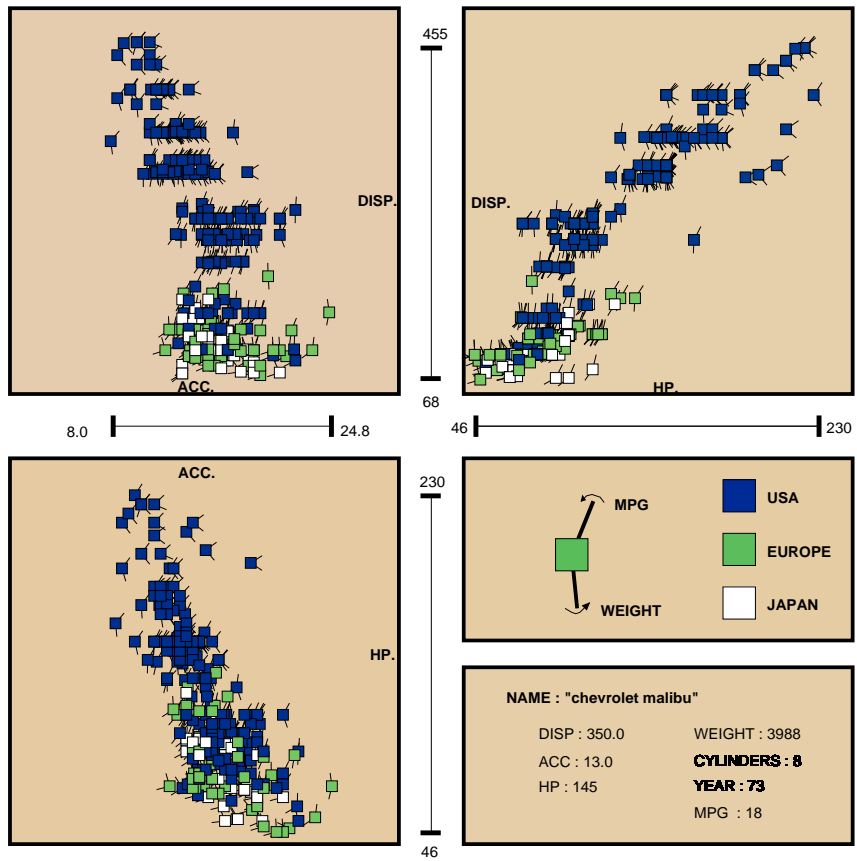 455
DISP.
DISP.
ACC.
HP.
68
8.0
24.8
46
230
ACC.
230
HP.
46
MPG
WEIGHT
USA
EUROPE
JAPAN
NAME : "chevrolet malibu"
DISP : 350.0 WEIGHT : 3988
ACC : 13.0 CYLINDERS : 8
HP : 145 YEAR : 73
MPG : 18